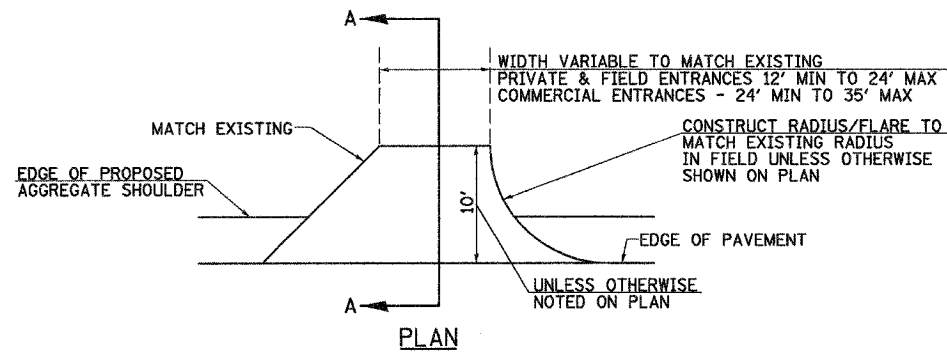 A
WIDTH VARIABLE TO MATCH EXISTING
PRIVATE & FIELD ENTRANCES 12' MIN TO 24' MAX
COMMERCIAL ENTRANCES - 24' MIN TO 35' MAX
MATCH EXISTING
CONSTRUCT RADIUS/FLARE TO
MATCH EXISTING RADIUS
IN FIELD UNLESS OTHERWISE
SHOWN ON PLAN
EDGE OF PROPOSED
AGGREGATE SHOULDER
10'
EDGE OF PAVEMENT
UNLESS OTHERWISE
NOTED ON PLAN
A
PLAN